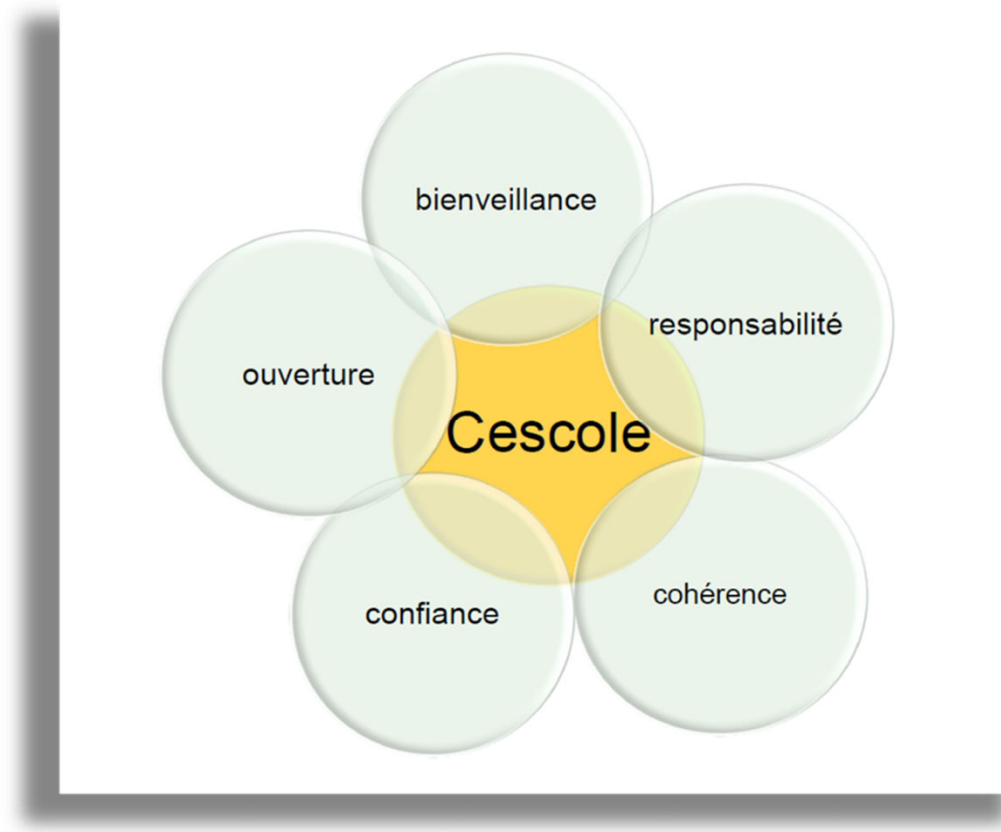 bienveillance
responsabilité
ouverture
Cescole
cohérence
confiance